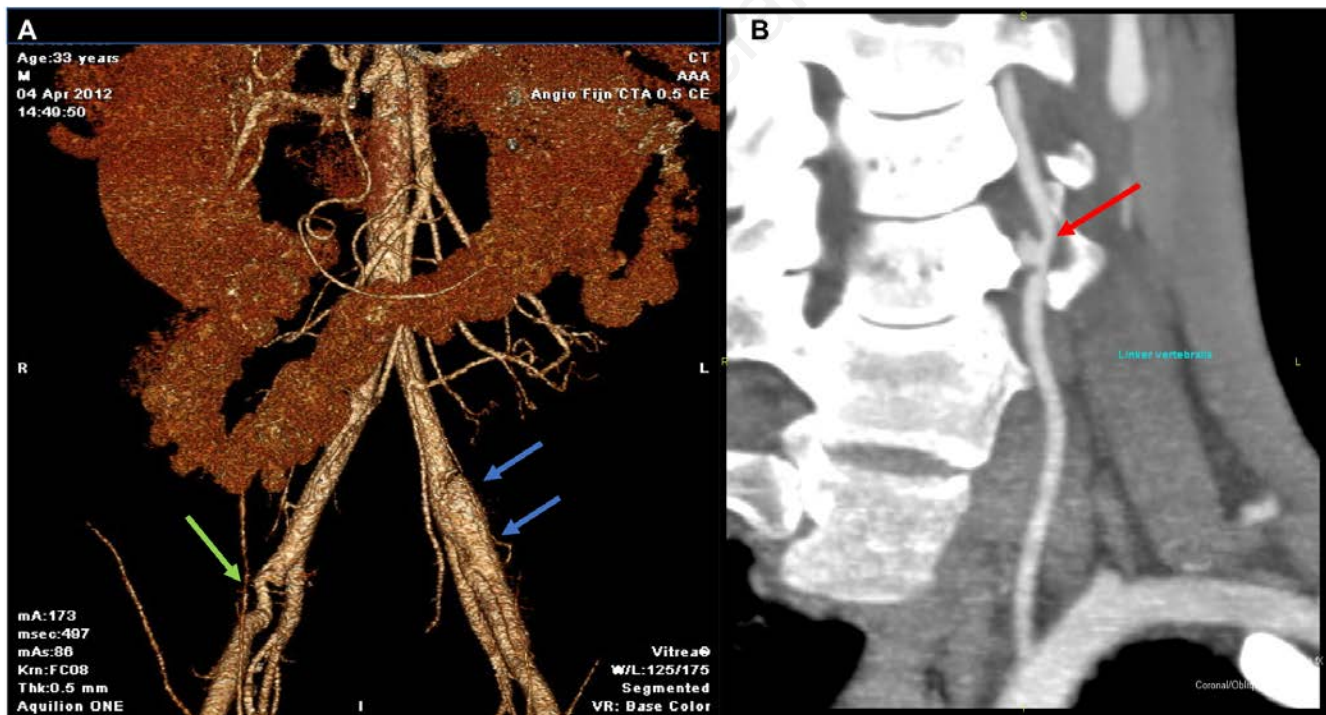 A
Age:33 years
M
04 Apr 2012
14:40:50
CT
AAA
Angio Fijn CTA 0.5 CE
R
L
mA:173
msec:497
mAs:86
Krn:FC08
Thk:0.5 mm
Aquilion ONE
I
Vitrea®
W/L:125/175
Segmented
VR: Base Color
B
S
R
Linker vertebralis
L